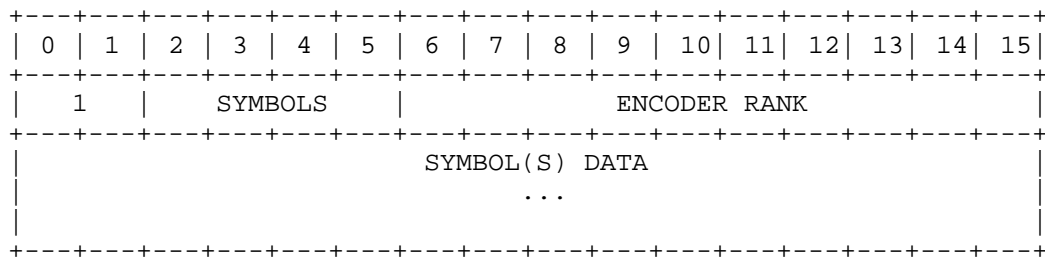 +---+---+---+---+---+---+---+---+---+---+---+---+---+---+---+---+
| 0 | 1 | 2 | 3 | 4 | 5 | 6 | 7 | 8 | 9 | 10| 11| 12| 13| 14| 15|
+---+---+---+---+---+---+---+---+---+---+---+---+---+---+---+---+
|   1   |    SYMBOLS    |             ENCODER RANK              |
+---+---+---+---+---+---+---+---+---+---+---+---+---+---+---+---+
|                         SYMBOL(S) DATA                        |
|                               ...                             |
|                                                               |
+---+---+---+---+---+---+---+---+---+---+---+---+---+---+---+---+